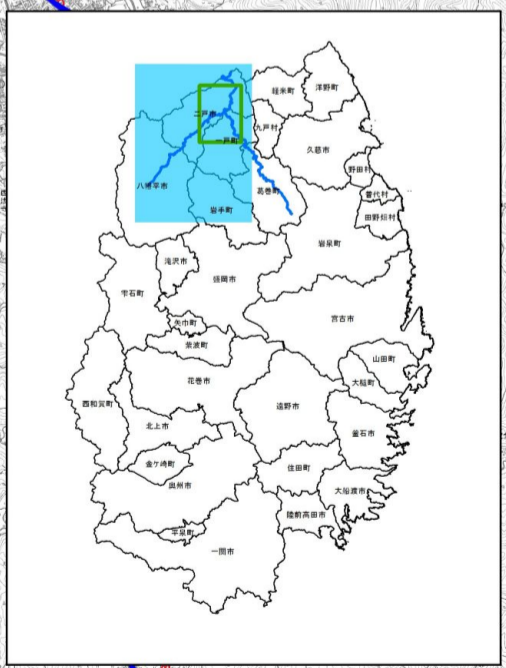 洋野町
軽米町
二戸市
九戸村
一戸町
久慈市
野田村
八幡平市
葛巻町
普代村
岩手町
田野畑村
岩泉町
滝沢市
盛岡市
雫石町
宮古市
矢巾町
紫波町
山田町
花巻市
大槌町
西和賀町
遠野市
北上市
釜石市
金ケ崎町
住田町
奥州市
大船渡市
陸前高田市
平泉町
一関市